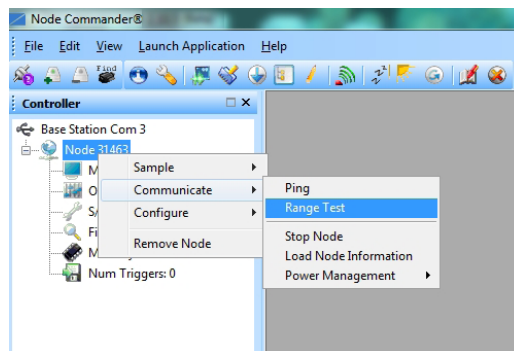 Node Commander®
File Edit View Launch Application Help
Find
Controller
Base Station Com 3
Node 31463
Sample
Communicate
Configure
Remove Node
Ping
Range Test
Stop Node
Load Node Information
Power Management
Num Triggers: 0